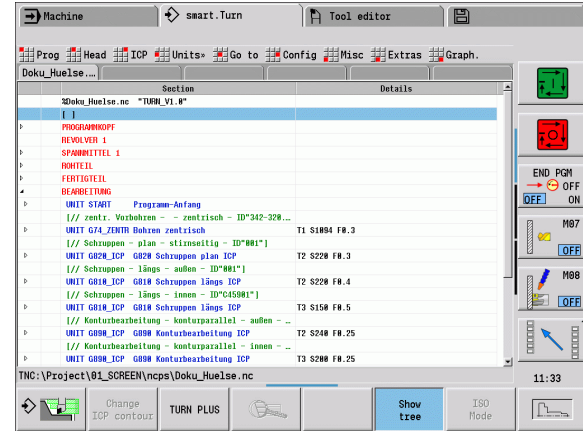 Machine
smart.Turn
Tool editor
Prog Head ICP Units» Go to Config Misc Extras Graph.
Doku_Huelse....
Section Details
%Doku_Huelse.nc "TURN_V1.0"
[ ]
PROGRAMMKOPF
REVOLVER 1
SPANNMITTEL 1
ROHTEIL
FERTIGTEIL
BEARBEITUNG
UNIT START Programm-Anfang
[// zentr. Vorbohren - - zentrisch - ID"342-320...
UNIT G74_ZENTR Bohren zentrisch T1 S1094 F0.3
[// Schruppen - plan - stirnseitig - ID"001"]
UNIT G820_ICP G820 Schruppen plan ICP T2 S220 F0.3
[// Schruppen - längs - außen - ID"001"]
UNIT G810_ICP G810 Schruppen längs ICP T2 S220 F0.4
[// Schruppen - längs - innen - ID"C45901"]
UNIT G810_ICP G810 Schruppen längs ICP T3 S150 F0.5
[// Konturbearbeitung - konturparallel - außen - …
UNIT G890_ICP G890 Konturbearbeitung ICP T2 S240 F0.25
[// Konturbearbeitung - konturparallel - innen - …
UNIT G890_ICP G890 Konturbearbeitung ICP T3 S200 F0.25
TNC:\Project\01_SCREEN\ncps\Doku_Huelse.nc
END PGM
OFF
OFF ON
M07
OFF
M08
OFF
11:33
Change
ICP contour
TURN PLUS
Show
tree
ISO
Mode